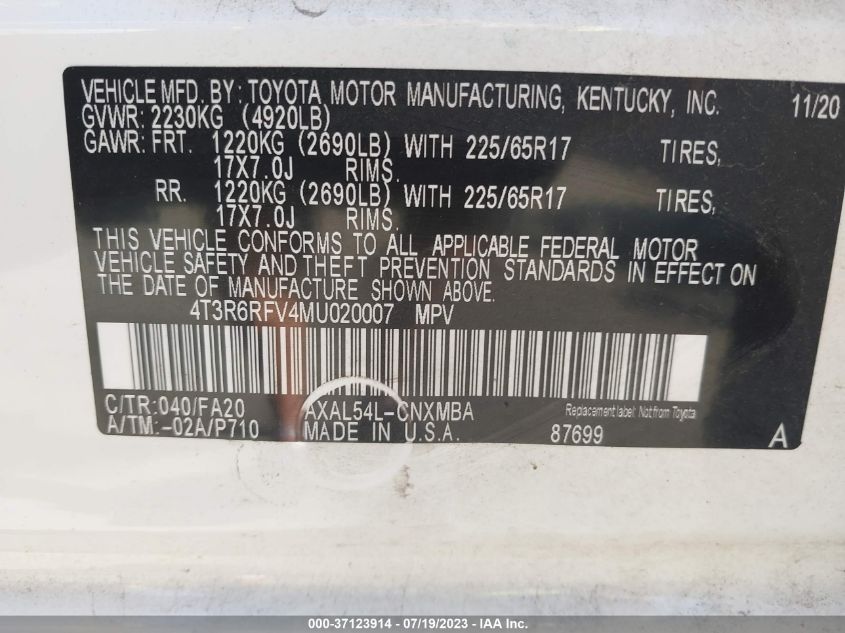 VEHICLE MFD. BY: TOYOTA MOTOR MANUFACTURING, KENTUCKY, INC. 11/20
GVWR: 2230KG (4920LB)
GAWR: FRT. 1220KG (2690LB) WITH 225/65R17 TIRES,
17X7.0J RIMS.
RR. 1220KG (2690LB) WITH 225/65R17 TIRES,
17X7.0J RIMS.
THIS VEHICLE CONFORMS TO ALL APPLICABLE FEDERAL MOTOR
VEHICLE SAFETY AND THEFT PREVENTION STANDARDS IN EFFECT ON
THE DATE OF MANUFACTURE SHOWN ABOVE.
4T3R6RFV4MU020007 MPV
C/TR: 040/FA20 AXAL54L-CNXMBA Replacement label: Not from Toyota
A/TM: -02A/P710 MADE IN U.S.A. 87699 A
000-37123914 - 07/19/2023 - IAA Inc.